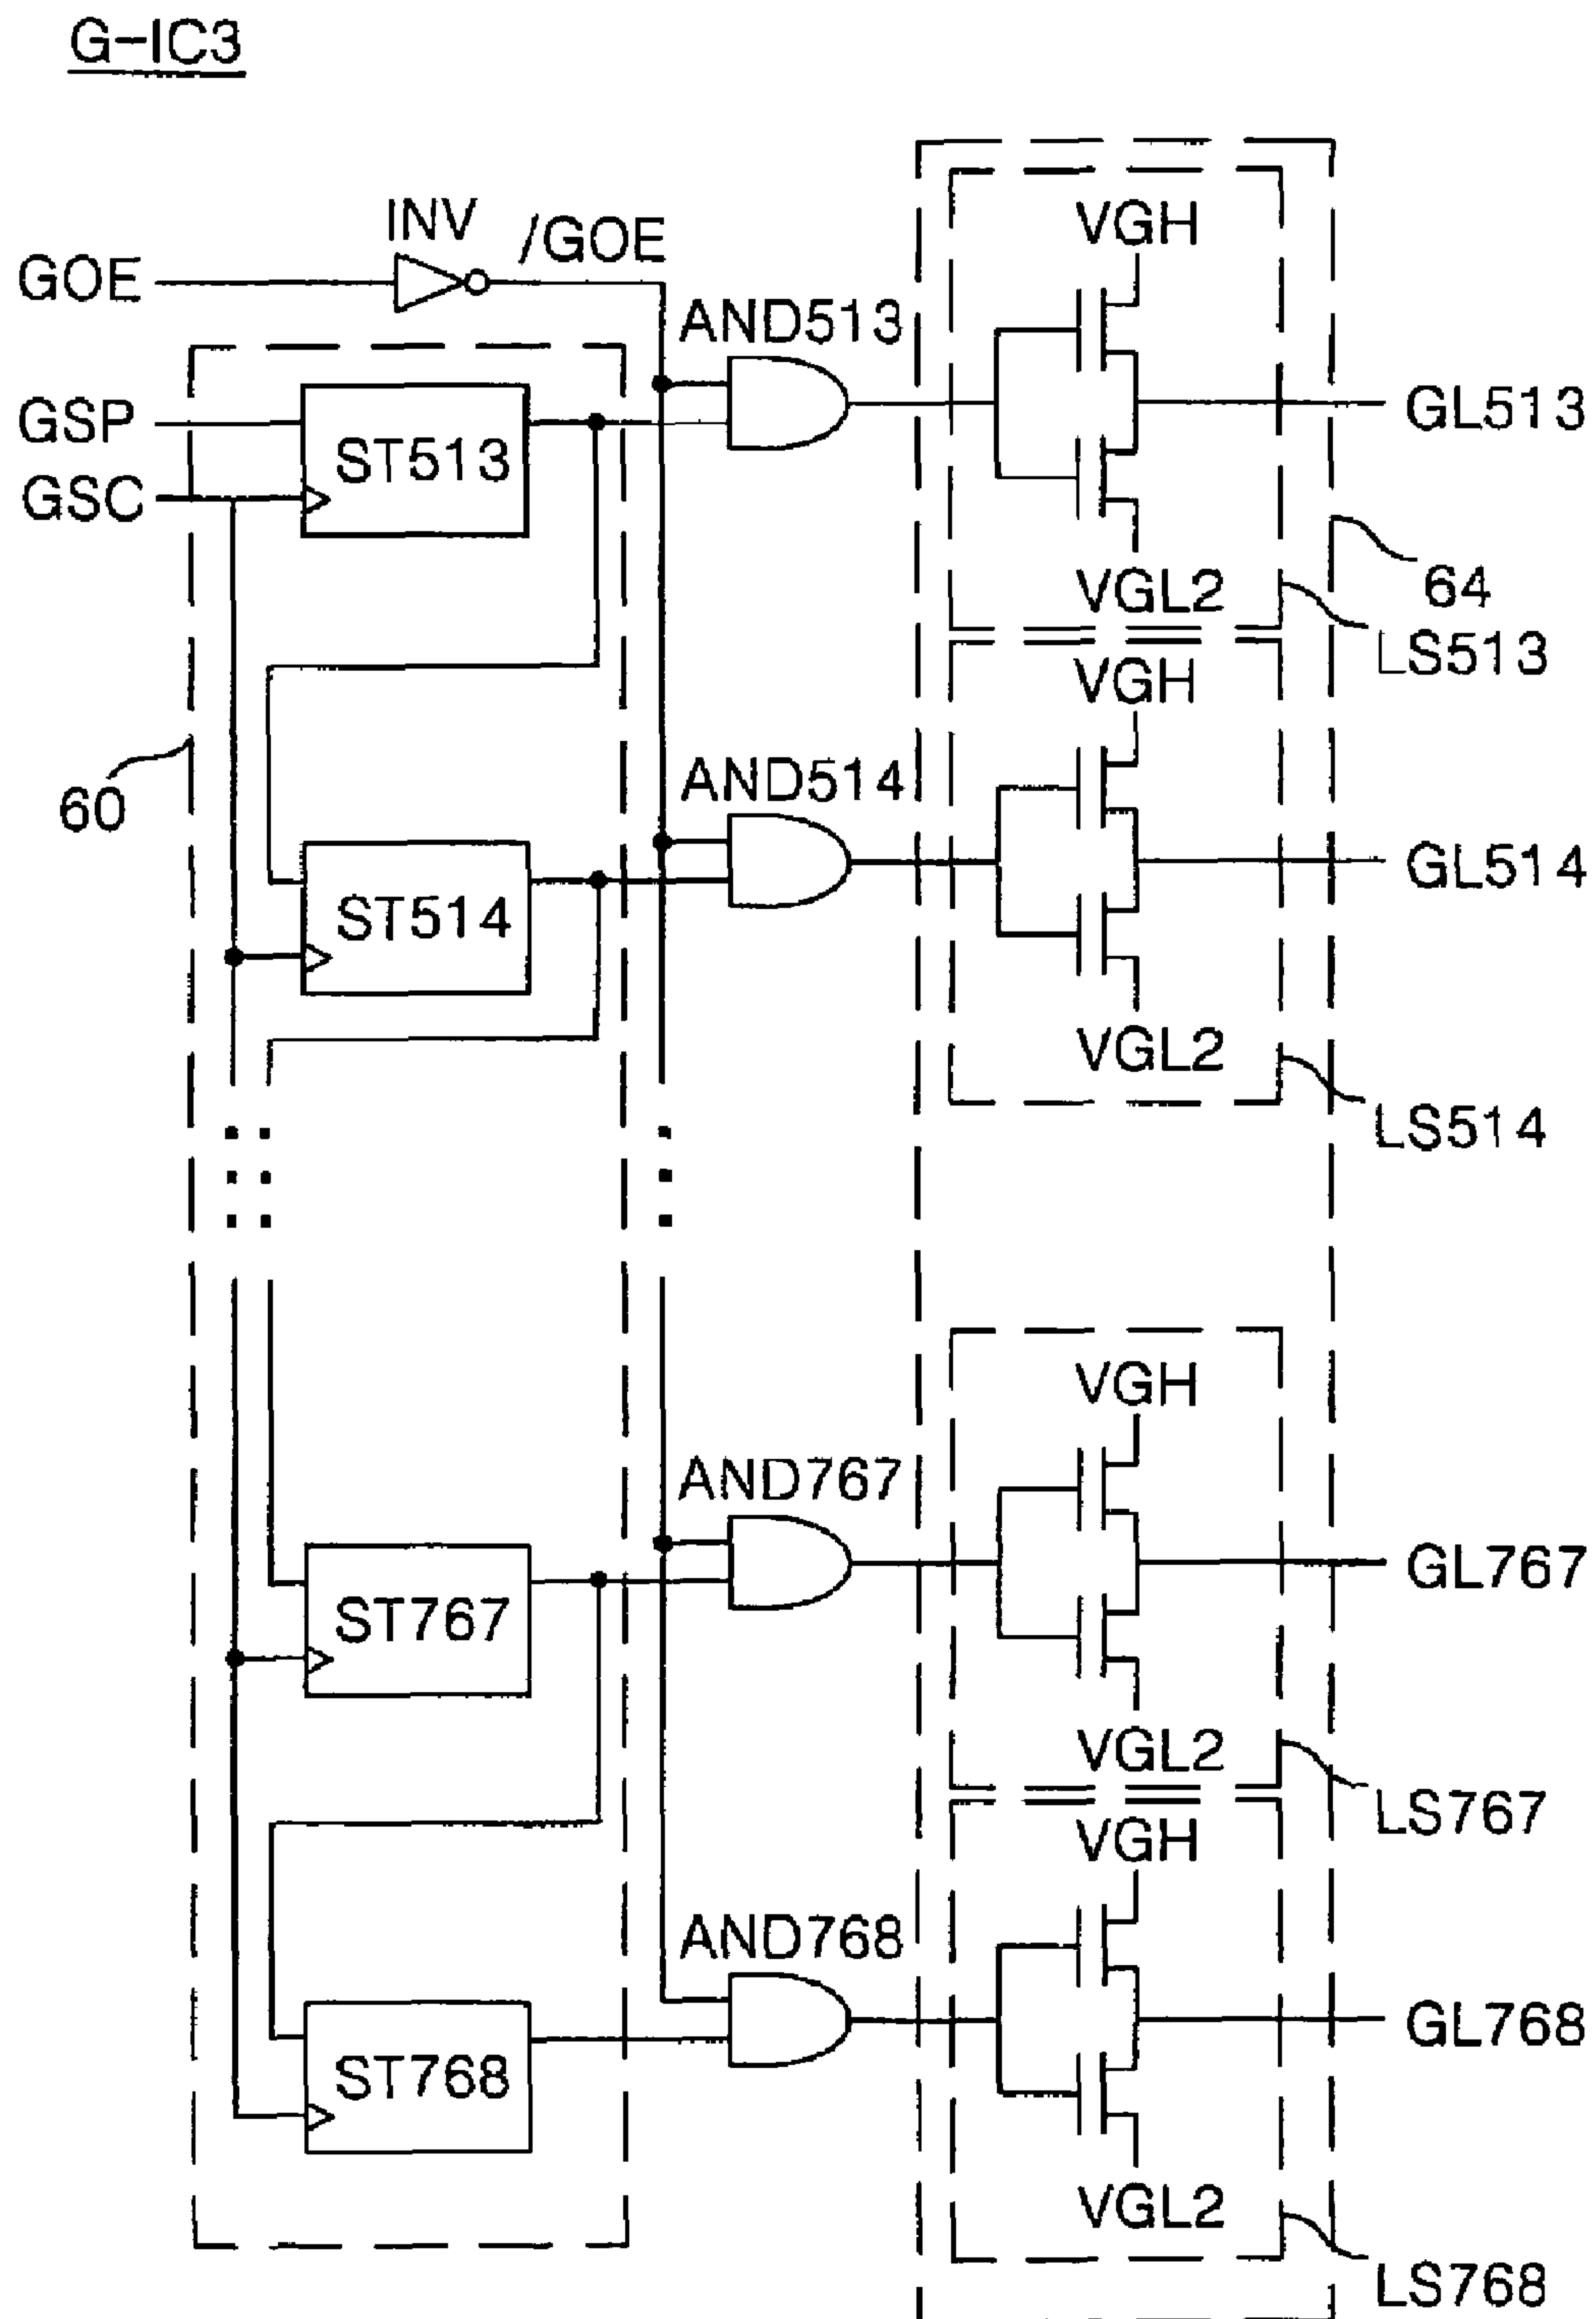 G-IC3
INV
/GOE
GOE
GSP
GSC
ST513
AND513
VGH
VGL2
GL513
64
LS513
60
ST514
AND514
VGH
VGL2
GL514
LS514
ST767
AND767
VGH
VGL2
GL767
LS767
ST768
AND768
VGH
VGL2
GL768
LS768